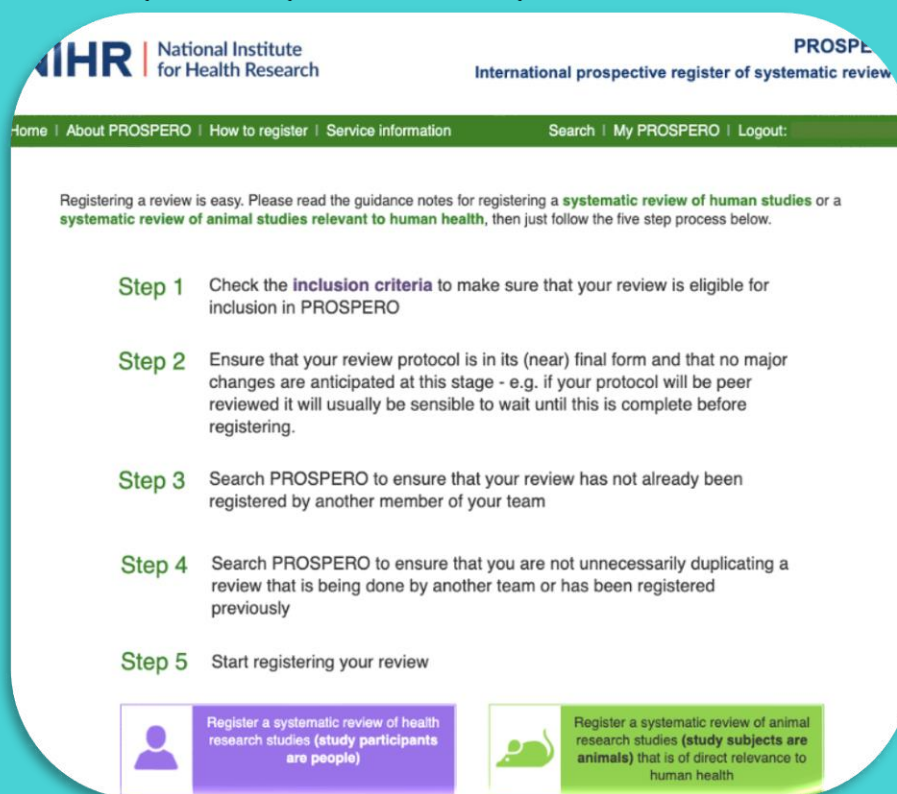 NIHR | National Institute
for Health Research
PROSPE
International prospective register of systematic review
Home | About PROSPERO | How to register | Service information Search | My PROSPERO | Logout:
Registering a review is easy. Please read the guidance notes for registering a systematic review of human studies or a
systematic review of animal studies relevant to human health, then just follow the five step process below.
Step 1 Check the inclusion criteria to make sure that your review is eligible for
inclusion in PROSPERO
Step 2 Ensure that your review protocol is in its (near) final form and that no major
changes are anticipated at this stage - e.g. if your protocol will be peer
reviewed it will usually be sensible to wait until this is complete before
registering.
Step 3 Search PROSPERO to ensure that your review has not already been
registered by another member of your team
Step 4 Search PROSPERO to ensure that you are not unnecessarily duplicating a
review that is being done by another team or has been registered
previously
Step 5 Start registering your review
Register a systematic review of health
research studies (study participants
are people)
Register a systematic review of animal
research studies (study subjects are
animals) that is of direct relevance to
human health